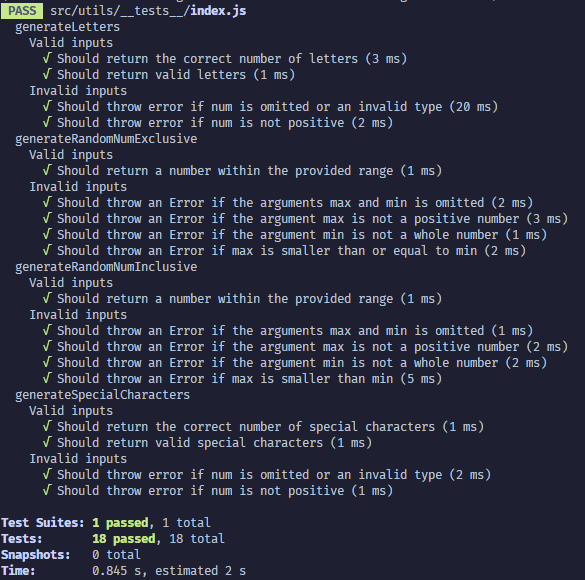 PASS src/utils/__tests__/index.js
generateLetters
Valid inputs
√ Should return the correct number of letters (3 ms)
√ Should return valid letters (1 ms)
Invalid inputs
√ Should throw error if num is omitted or an invalid type (20 ms)
√ Should throw error if num is not positive (2 ms)
generateRandomNumExclusive
Valid inputs
√ Should return a number within the provided range (1 ms)
Invalid inputs
√ Should throw an Error if the arguments max and min is omitted (2 ms)
√ Should throw an Error if the argument max is not a positive number (3 ms)
√ Should throw an Error if the argument min is not a whole number (1 ms)
√ Should throw an Error if max is smaller than or equal to min (2 ms)
generateRandomNumInclusive
Valid inputs
√ Should return a number within the provided range (1 ms)
Invalid inputs
√ Should throw an Error if the arguments max and min is omitted (1 ms)
√ Should throw an Error if the argument max is not a positive number (2 ms)
√ Should throw an Error if the argument min is not a whole number (2 ms)
√ Should throw an Error if max is smaller than min (5 ms)
generateSpecialCharacters
Valid inputs
√ Should return the correct number of special characters (1 ms)
√ Should return valid special characters (1 ms)
Invalid inputs
√ Should throw error if num is omitted or an invalid type (2 ms)
√ Should throw error if num is not positive (1 ms)
Test Suites: 1 passed, 1 total
Tests: 18 passed, 18 total
Snapshots: 0 total
Time: 0.845 s, estimated 2 s